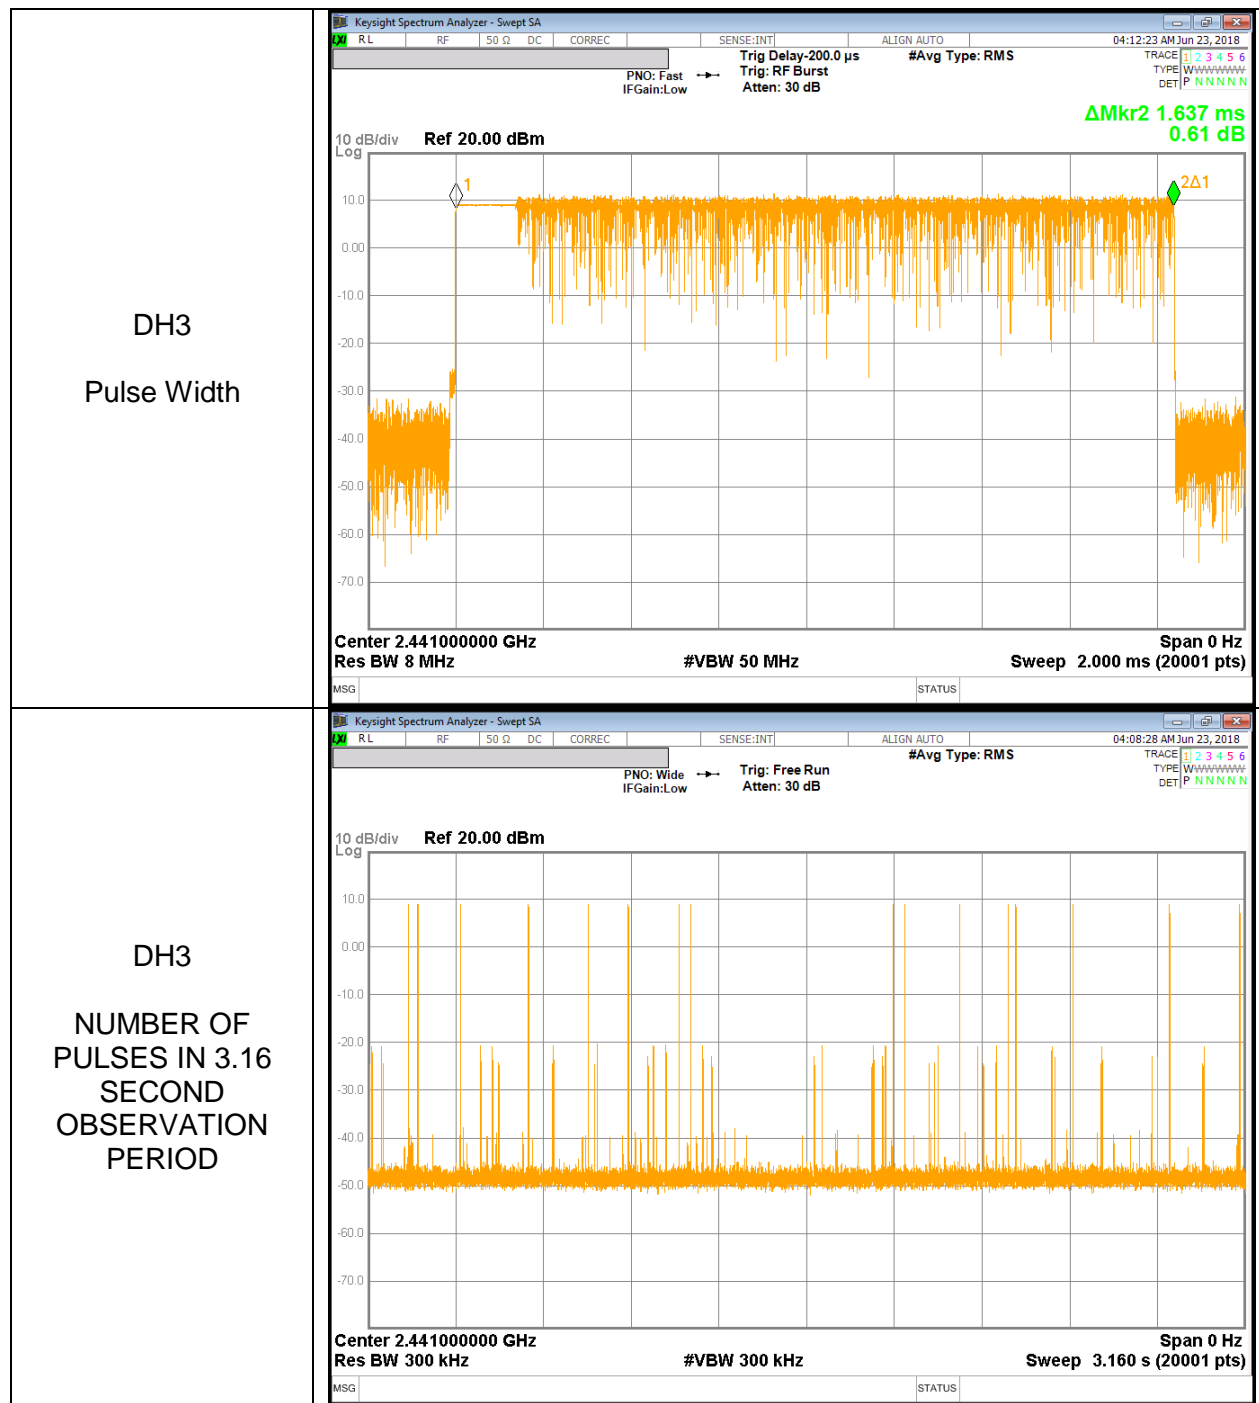 DH3
Pulse Width
Keysight Spectrum Analyzer - Swept SA
LXI RL RF 50 Ω DC CORREC SENSE:INT ALIGN AUTO 04:12:23 AM Jun 23, 2018
Trig Delay-200.0 µs #Avg Type: RMS TRACE 1 2 3 4 5 6
PNO: Fast Trig: RF Burst TYPE WWWWWW
IFGain:Low Atten: 30 dB DET P N N N N N
ΔMkr2 1.637 ms
0.61 dB
10 dB/div Ref 20.00 dBm
Log
1
2Δ1
10.0
0.00
-10.0
-20.0
-30.0
-40.0
-50.0
-60.0
-70.0
Center 2.441000000 GHz Span 0 Hz
Res BW 8 MHz #VBW 50 MHz Sweep 2.000 ms (20001 pts)
MSG STATUS
DH3
NUMBER OF
PULSES IN 3.16
SECOND
OBSERVATION
PERIOD
Keysight Spectrum Analyzer - Swept SA
LXI RL RF 50 Ω DC CORREC SENSE:INT ALIGN AUTO 04:08:28 AM Jun 23, 2018
#Avg Type: RMS TRACE 1 2 3 4 5 6
PNO: Wide Trig: Free Run TYPE WWWWWW
IFGain:Low Atten: 30 dB DET P N N N N N
10 dB/div Ref 20.00 dBm
Log
10.0
0.00
-10.0
-20.0
-30.0
-40.0
-50.0
-60.0
-70.0
Center 2.441000000 GHz Span 0 Hz
Res BW 300 kHz #VBW 300 kHz Sweep 3.160 s (20001 pts)
MSG STATUS